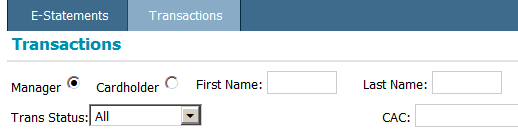 E-Statements Transactions
Transactions
Manager Cardholder First Name: Last Name:
Trans Status: All CAC: